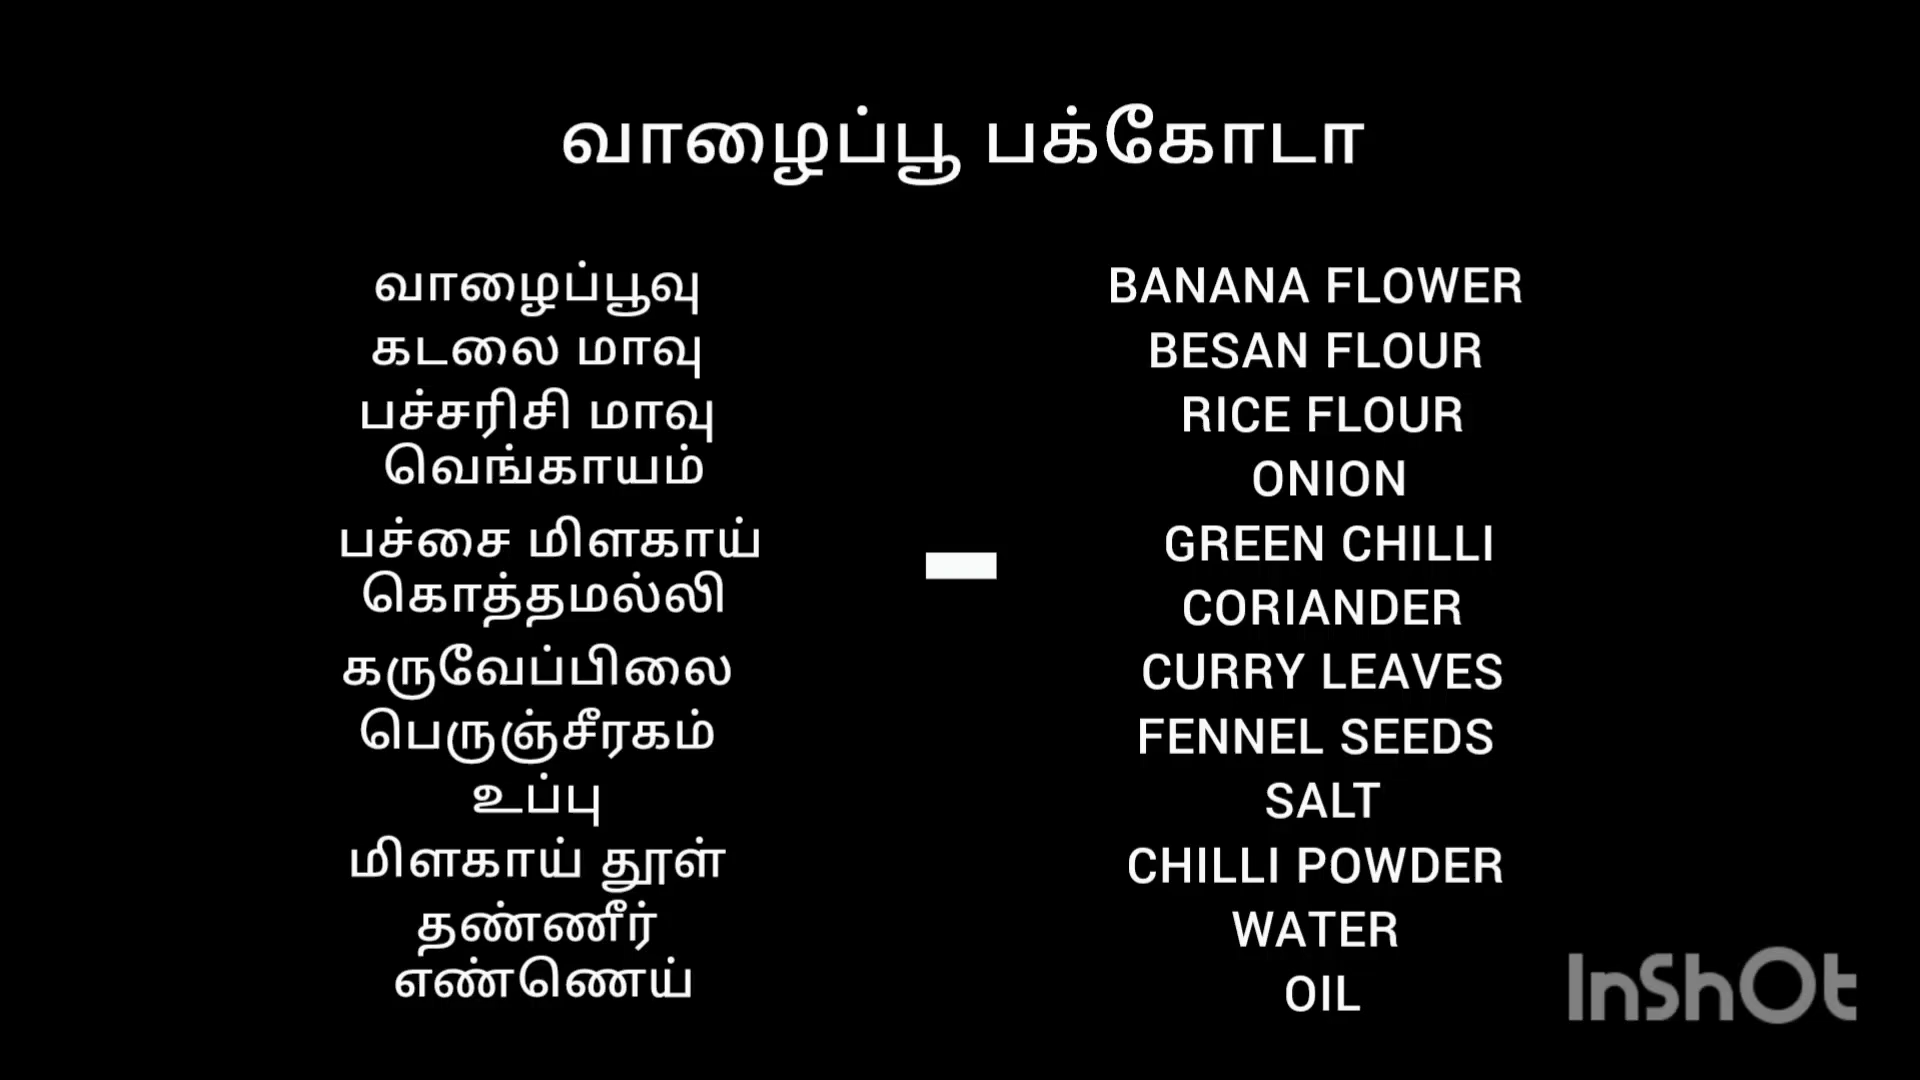 வாழைப்பூ பக்கோடா
வாழைப்பூவு
கடலை மாவு
பச்சரிசி மாவு
வெங்காயம்
பச்சை மிளகாய்
கொத்தமல்லி
கருவேப்பிலை
பெருஞ்சீரகம்
உப்பு
மிளகாய் தூள்
தண்ணீர்
எண்ணெய்
-
BANANA FLOWER
BESAN FLOUR
RICE FLOUR
ONION
GREEN CHILLI
CORIANDER
CURRY LEAVES
FENNEL SEEDS
SALT
CHILLI POWDER
WATER
OIL
InShOt